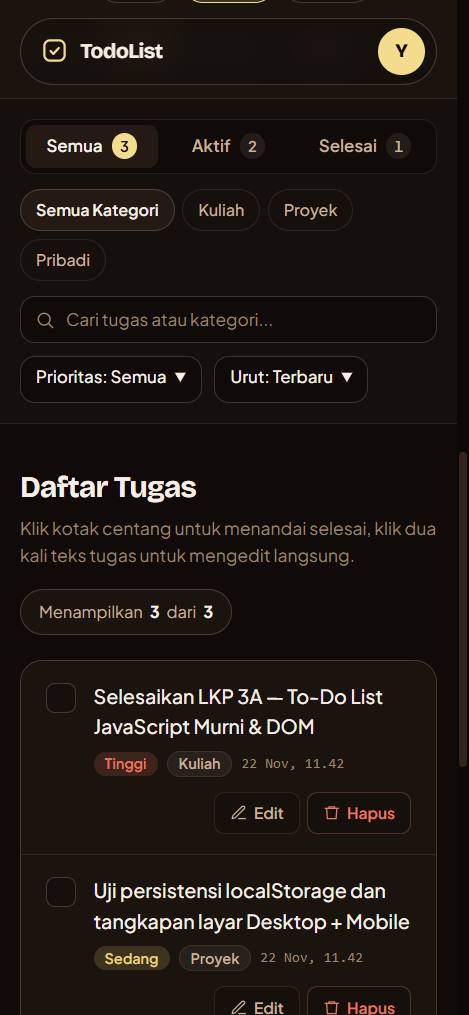 TodoList
Y
Semua 3 Aktif 2 Selesai 1
Semua Kategori Kuliah Proyek
Pribadi
Cari tugas atau kategori...
Prioritas: Semua ▼ Urut: Terbaru ▼
Daftar Tugas
Klik kotak centang untuk menandai selesai, klik dua
kali teks tugas untuk mengedit langsung.
Menampilkan 3 dari 3
Selesaikan LKP 3A — To-Do List
JavaScript Murni & DOM
Tinggi Kuliah 22 Nov, 11.42
Edit Hapus
Uji persistensi localStorage dan
tangkapan layar Desktop + Mobile
Sedang Proyek 22 Nov, 11.42
Edit Hapus